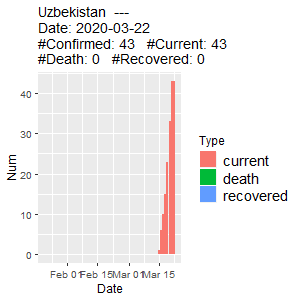 Uzbekistan  ---
Date: 2020-03-22
#Confirmed: 43   #Current: 43
#Death: 0   #Recovered: 0
40
30
20
10
0
Num
Feb 01
Feb 15
Mar 01
Mar 15
Date
Type
current
death
recovered